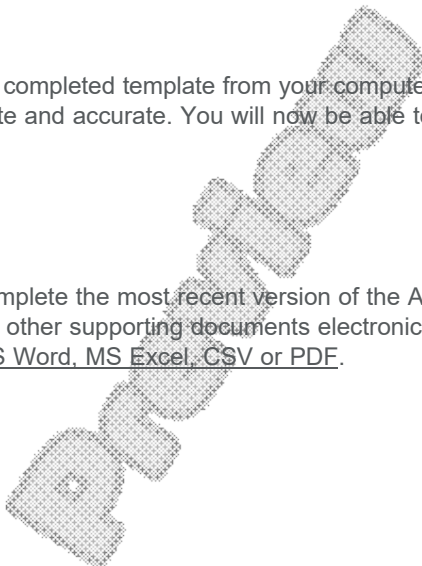 completed template from your compute
te and accurate. You will now be able t
mplete the most recent version of the A
other supporting documents electronic
S Word, MS Excel, CSV or PDF.
Preview